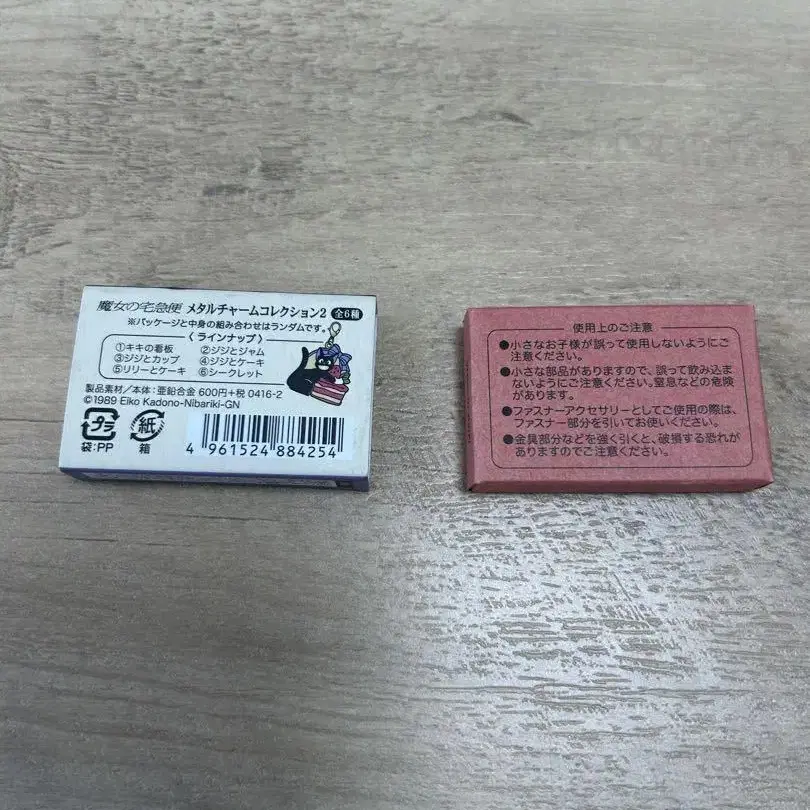 魔女の宅急便 メタルチャームコレクション2 全6種
※パッケージと中身の組み合わせはランダムです。
〈ラインナップ〉
①キキの看板 ②ジジとジャム
③ジジとカップ ④ジジとケーキ
⑤リリーとケーキ ⑥シークレット
製品素材/本体:亜鉛合金 600円+税 0416-2
©1989 Eiko Kadono-Nibariki-GN
プラ
袋:PP
紙
箱
4 961524 884254
使用上のご注意
●小さなお子様が誤って使用しないようにご
注意ください。
●小さな部品がありますので、誤って飲み込ま
ないようにご注意ください。窒息などの危険
があります。
●ファスナーアクセサリーとしてご使用の際は、
ファスナー部分を引いてお使いください。
●金具部分などを強く引くと、破損する恐れが
ありますのでご注意ください。